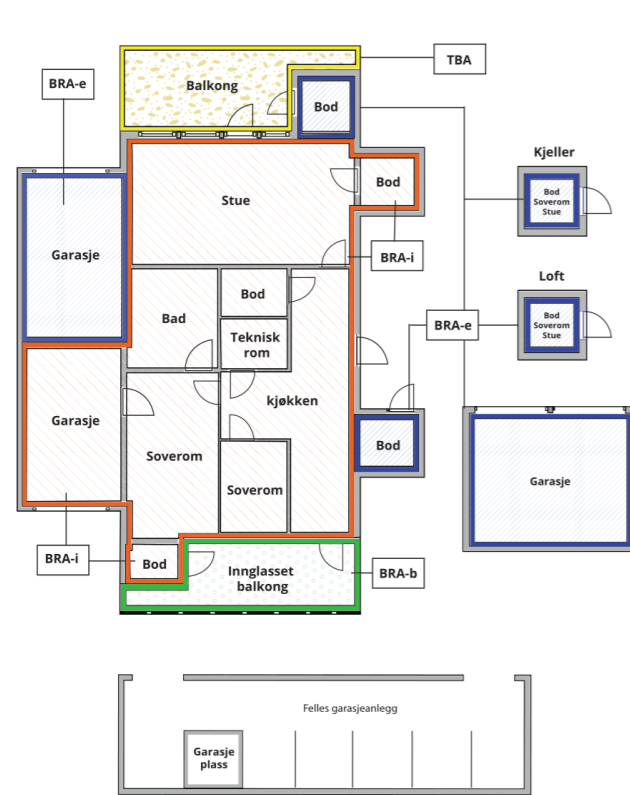 TBA
Balkong
BRA-e
Bod
Kjeller
Bod
Soverom
Stue
Stue
Bod
Garasje
BRA-i
Loft
Bod
Bod
Soverom
Stue
BRA-e
Bad
Teknisk
rom
kjøkken
Garasje
Bod
Soverom
Garasje
Soverom
BRA-i
Bod
Innglasset
balkong
BRA-b
Felles garasjeanlegg
Garasje
plass